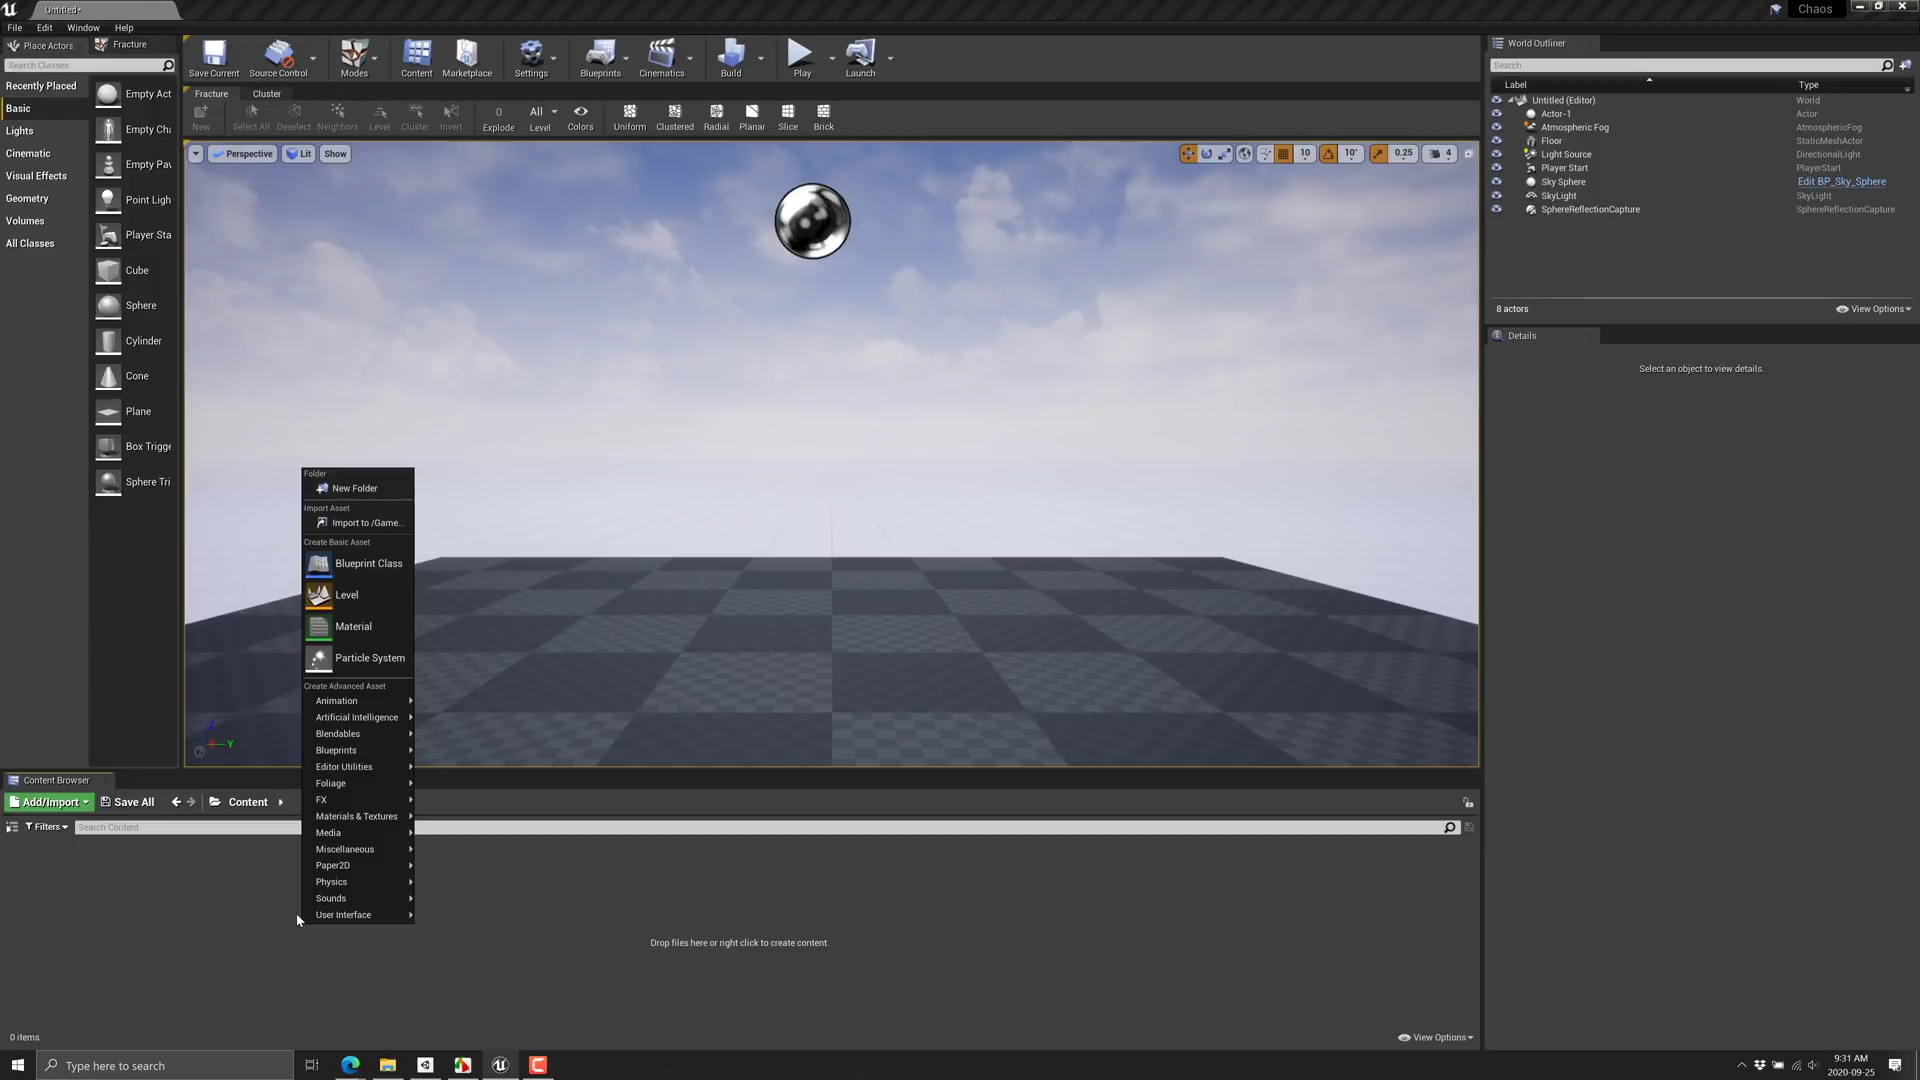 Untitled•
Chaos
File Edit Window Help
Place Actors
Fracture
Search Classes
Recently Placed
Basic
Lights
Cinematic
Visual Effects
Geometry
Volumes
All Classes
Empty Act
Empty Cha
Empty Pav
Point Ligh
Player Sta
Cube
Sphere
Cylinder
Cone
Plane
Box Trigge
Sphere Tri
Save Current
Source Control
Modes
Content
Marketplace
Settings
Blueprints
Cinematics
Build
Play
Launch
Fracture Cluster
New
Select All
Deselect
Neighbors
Level
Cluster
Invert
0
Explode
All
Level
Colors
Uniform
Clustered
Radial
Planar
Slice
Brick
Perspective
Lit
Show
10
10°
0.25
4
Z
Y
World Outliner
Search...
Label Type
Untitled (Editor) World
Actor-1 Actor
Atmospheric Fog AtmosphericFog
Floor StaticMeshActor
Light Source DirectionalLight
Player Start PlayerStart
Sky Sphere Edit BP_Sky_Sphere
SkyLight SkyLight
SphereReflectionCapture SphereReflectionCapture
8 actors
View Options
Details
Select an object to view details.
Folder
New Folder
Import Asset
Import to /Game...
Create Basic Asset
Blueprint Class
Level
Material
Particle System
Create Advanced Asset
Animation
Artificial Intelligence
Blendables
Blueprints
Editor Utilities
Foliage
FX
Materials & Textures
Media
Miscellaneous
Paper2D
Physics
Sounds
User Interface
Content Browser
Add/Import
Save All
Content
Filters
Search Content
Drop files here or right click to create content.
0 items
View Options
Type here to search
9:31 AM
2020-09-25